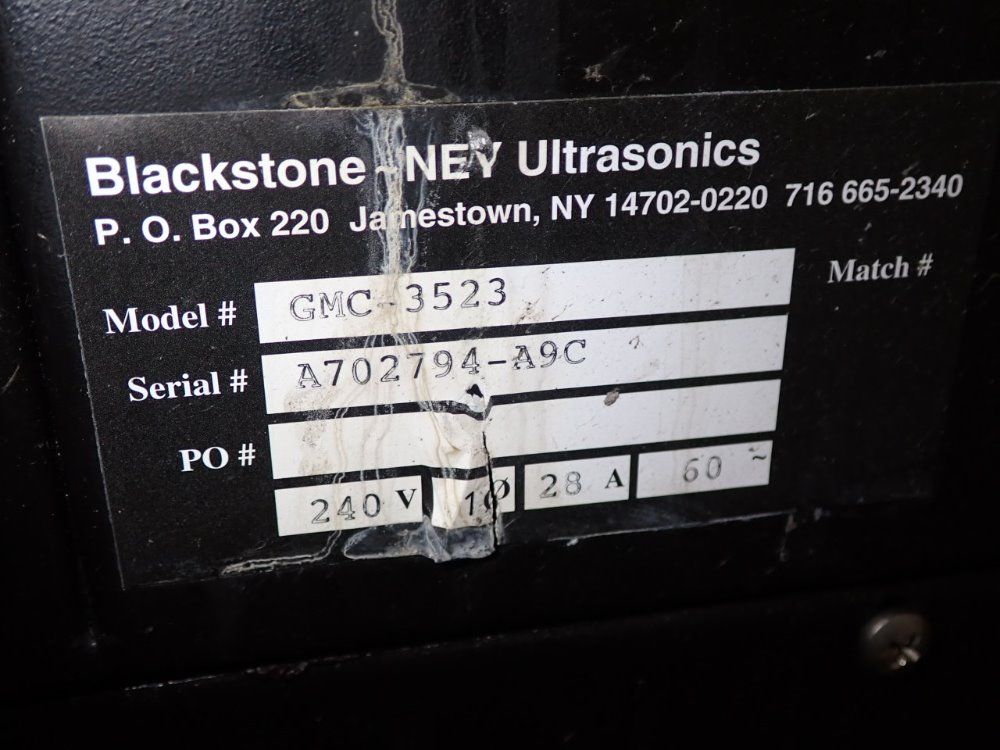 Blackstone~NEY Ultrasonics
P. O. Box 220 Jamestown, NY 14702-0220 716 665-2340
Match #
Model # GMC-3523
Serial # A702794-A9C
PO #
240 V 1Ø 28 A 60 ~